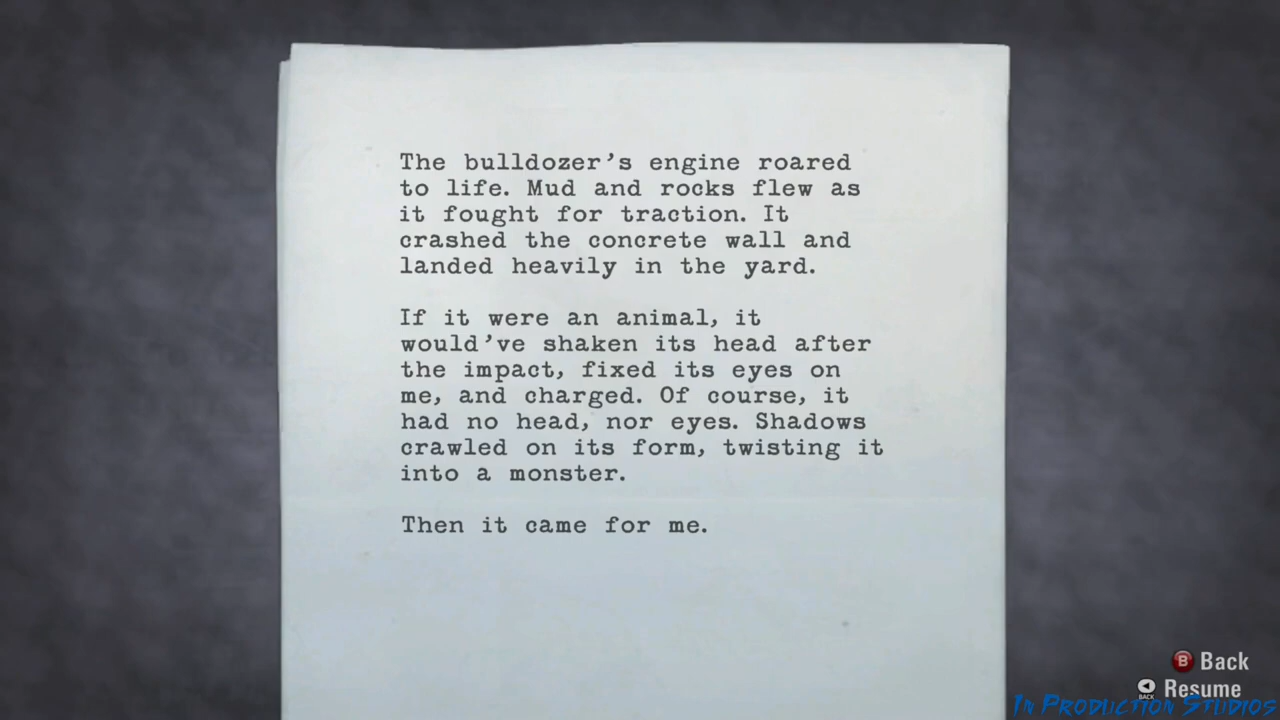 The bulldozer’s engine roared
to life. Mud and rocks flew as
it fought for traction. It
crashed the concrete wall and
landed heavily in the yard.
If it were an animal, it
would’ve shaken its head after
the impact, fixed its eyes on
me, and charged. Of course, it
had no head, nor eyes. Shadows
crawled on its form, twisting it
into a monster.
Then it came for me.
B Back
BACK Resume
In Production Studios